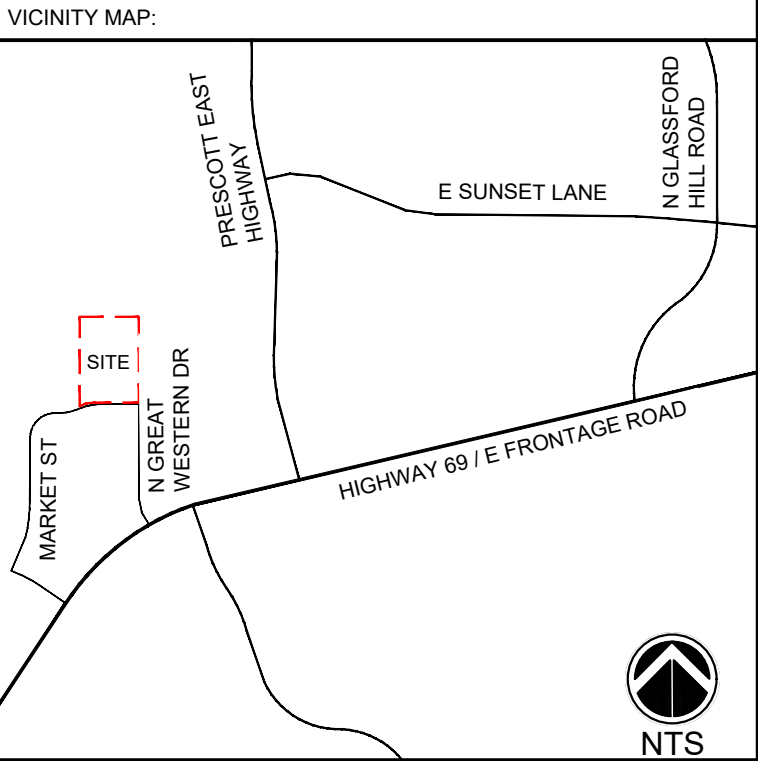 VICINITY MAP:
PRESCOTT EAST
HIGHWAY
N GLASSFORD
HILL ROAD
E SUNSET LANE
SITE
N GREAT
WESTERN DR
MARKET ST
HIGHWAY 69 / E FRONTAGE ROAD
NTS